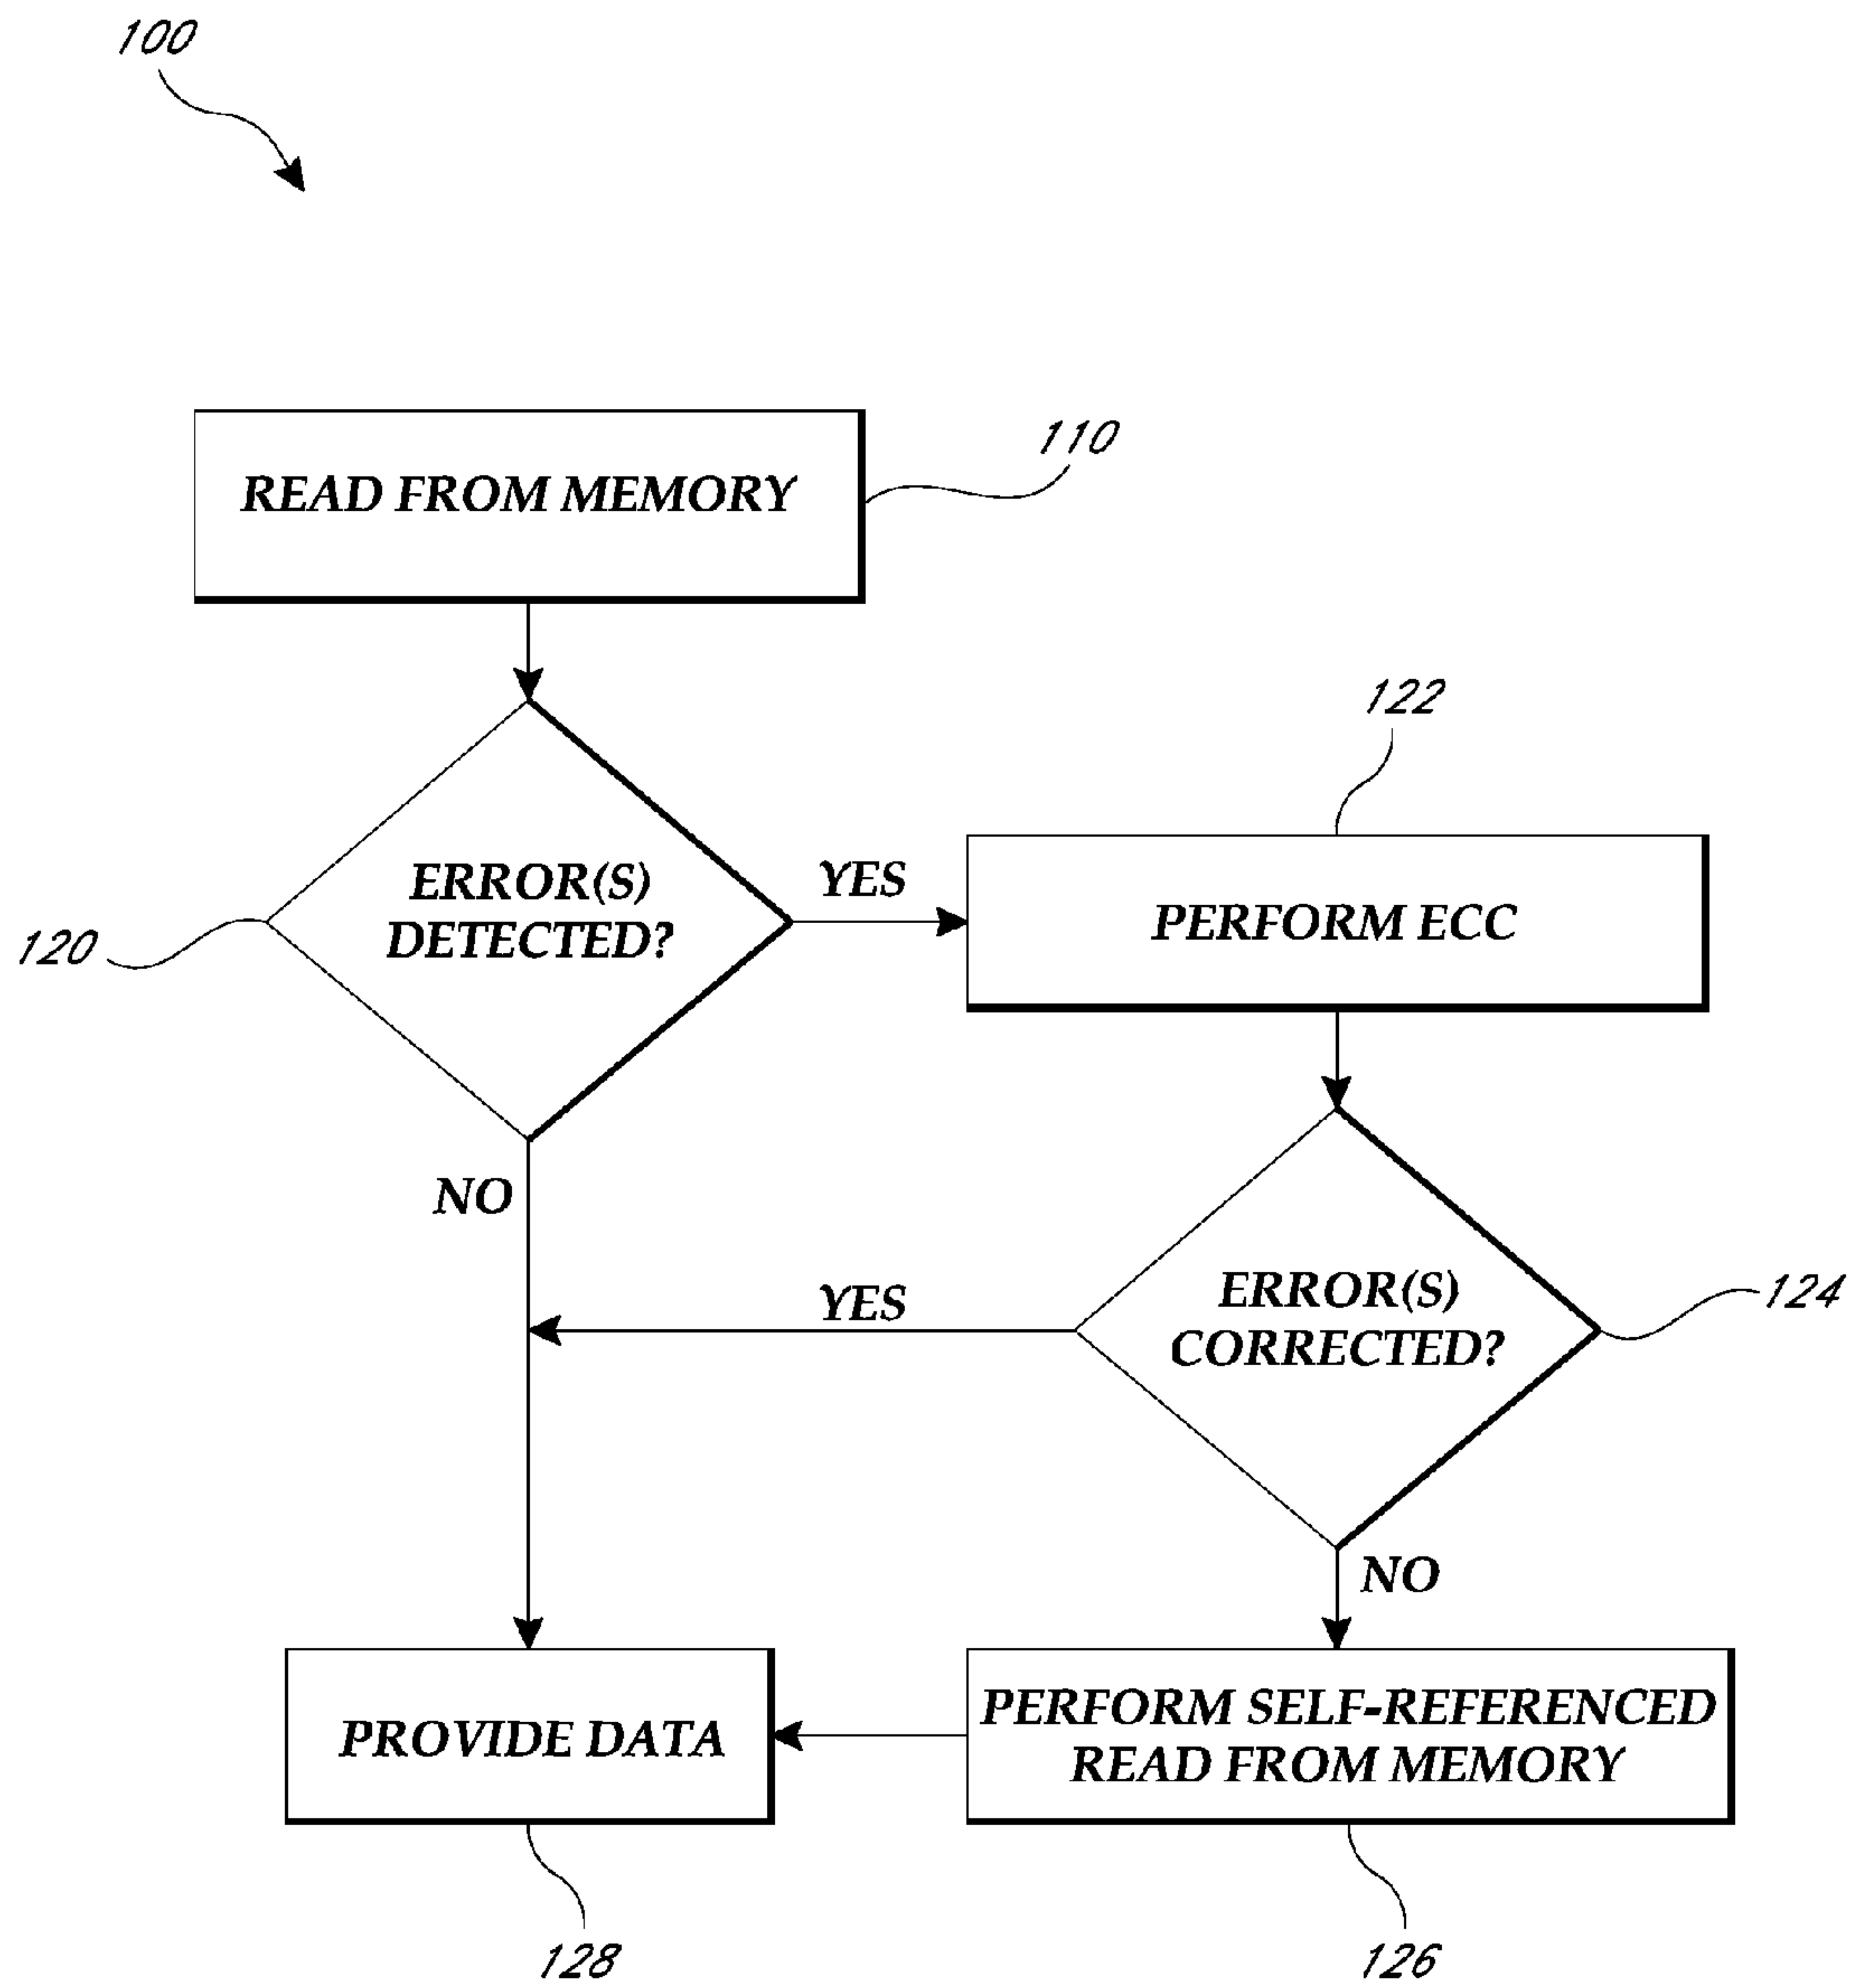 100
READ FROM MEMORY
110
122
ERROR(S)
DETECTED?
YES
PERFORM ECC
120
NO
YES
ERROR(S)
CORRECTED?
124
NO
PROVIDE DATA
PERFORM SELF-REFERENCED
READ FROM MEMORY
128
126